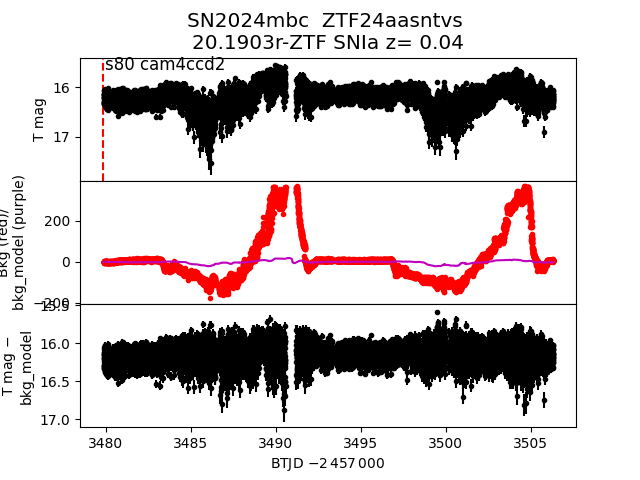 SN2024mbc  ZTF24aasntvs
20.1903r-ZTF SNIa z= 0.04
s80 cam4ccd2
T mag
16
17
Bkg (red)/
bkg_model (purple)
200
0
−200
T mag −
bkg_model
15.5
16.0
16.5
17.0
3480 3485 3490 3495 3500 3505
BTJD −2 457 000